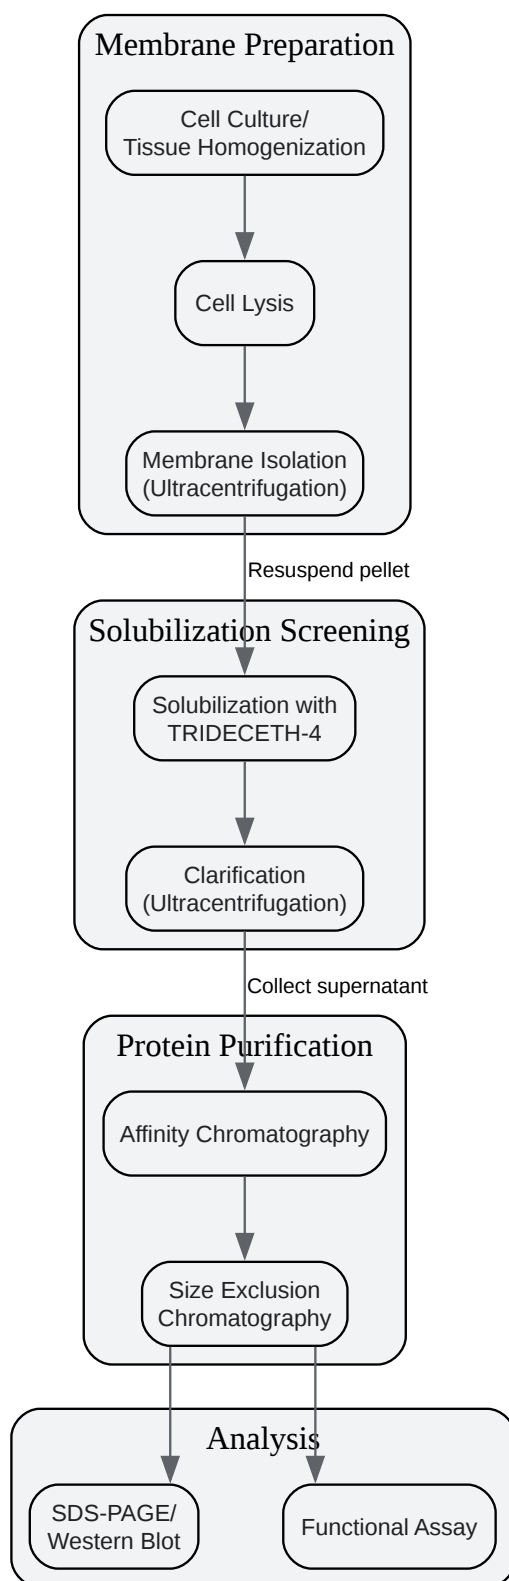 Membrane Preparation
Cell Culture/
Tissue Homogenization
Cell Lysis
Membrane Isolation
(Ultracentrifugation)
Resuspend pellet
Solubilization Screening
Solubilization with
TRIDECETH-4
Clarification
(Ultracentrifugation)
Collect supernatant
Protein Purification
Affinity Chromatography
Size Exclusion
Chromatography
Analysis
SDS-PAGE/
Western Blot
Functional Assay